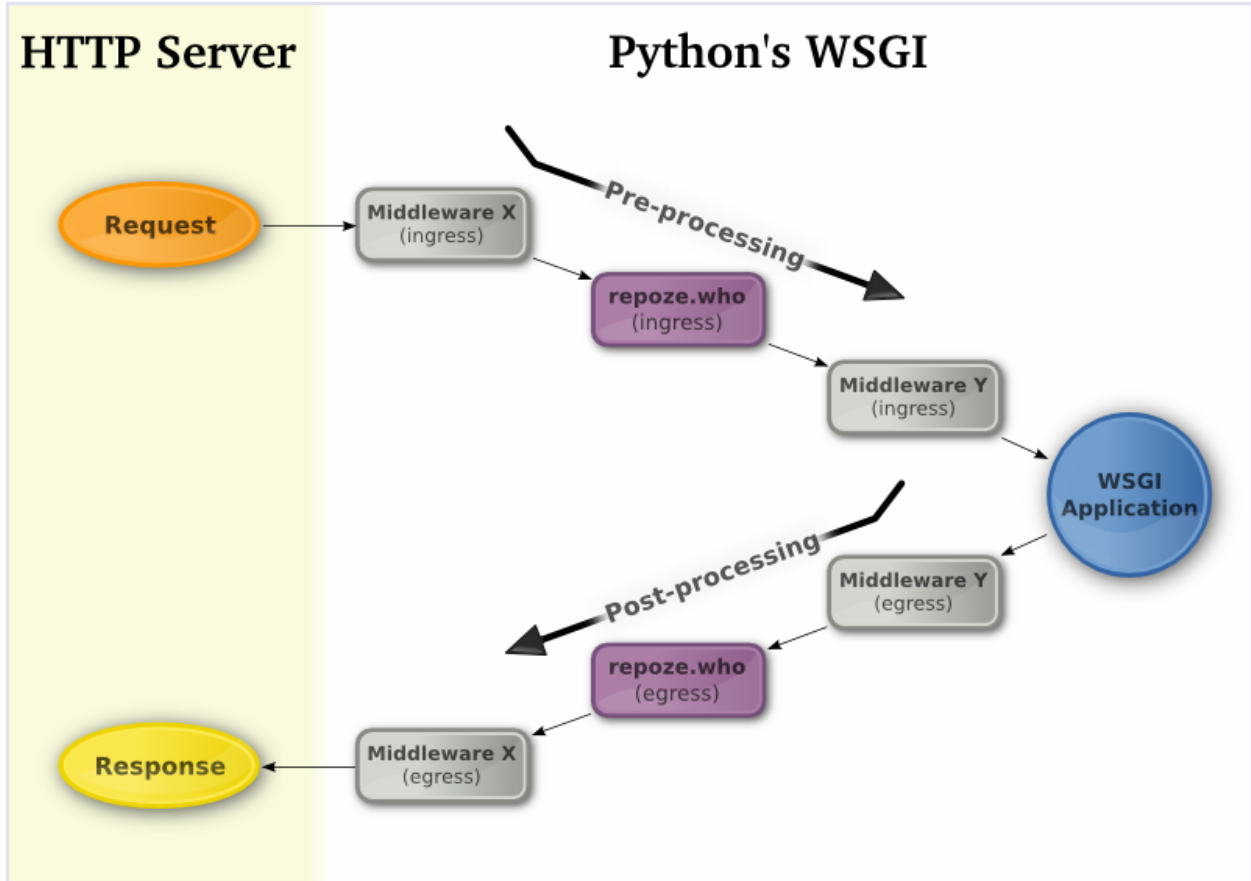 HTTP Server
Python's WSGI
Request
Middleware X
(ingress)
Pre-processing
repoze.who
(ingress)
Middleware Y
(ingress)
WSGI
Application
Post-processing
Middleware Y
(egress)
repoze.who
(egress)
Middleware X
(egress)
Response